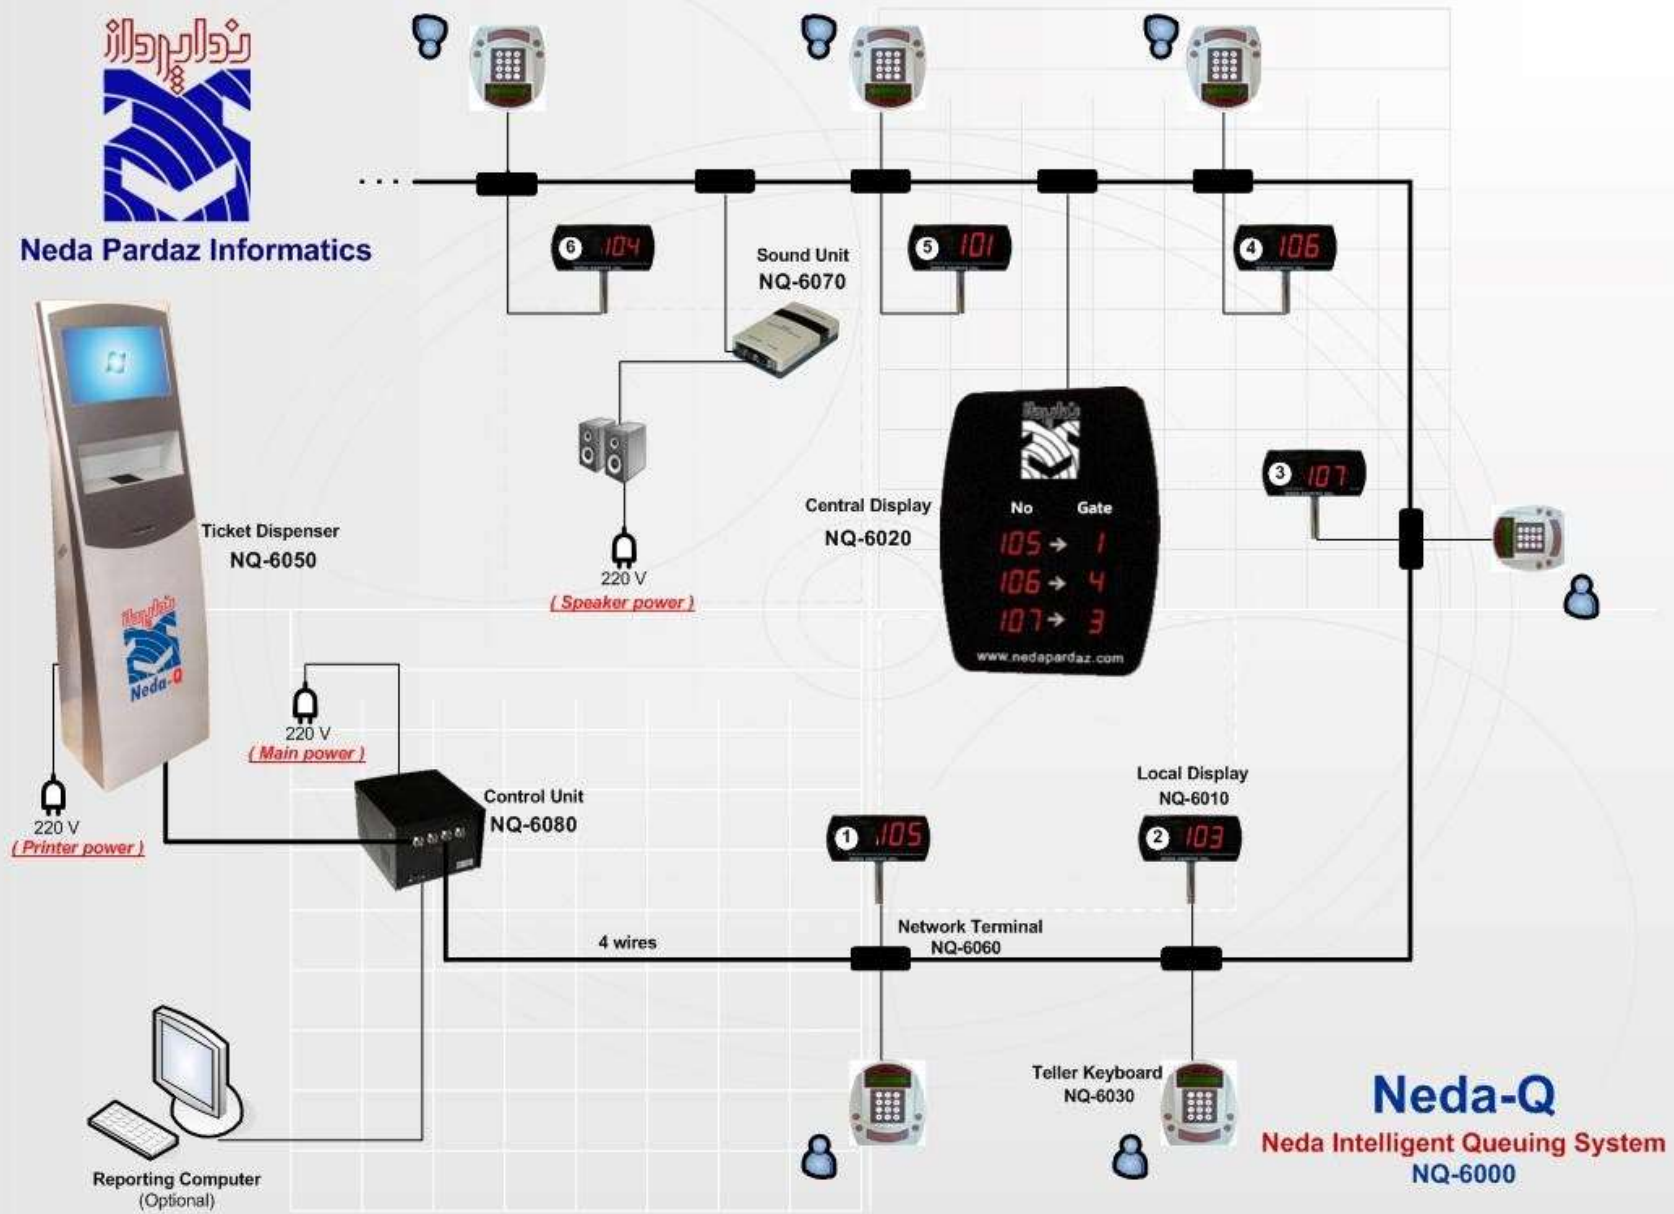 نداپرداز
Neda Pardaz Informatics
6 104
5 101
4 106
Sound Unit
NQ-6070
3 107
نداپرداز
No Gate
105 → 1
106 → 4
107 → 3
www.nedapardaz.com
Central Display
NQ-6020
Ticket Dispenser
NQ-6050
220 V
( Speaker power )
نداپرداز
Neda-Q
220 V
( Main power )
220 V
( Printer power )
Control Unit
NQ-6080
Local Display
NQ-6010
1 105
2 103
4 wires
Network Terminal
NQ-6060
Teller Keyboard
NQ-6030
Reporting Computer
(Optional)
Neda-Q
Neda Intelligent Queuing System
NQ-6000